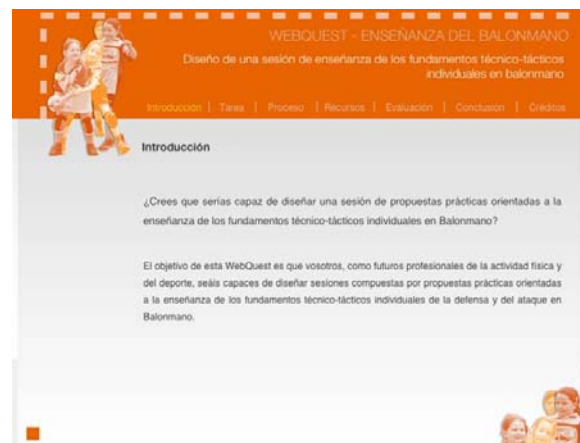 WEBQUEST - ENSEÑANZA DEL BALONMANO
Diseño de una sesión de enseñanza de los fundamentos técnico-tácticos
individuales en balonmano
Introducción | Tarea | Proceso | Recursos | Evaluación | Conclusión | Créditos
Introducción
¿Crees que serías capaz de diseñar una sesión de propuestas prácticas orientadas a la
enseñanza de los fundamentos técnico-tácticos individuales en Balonmano?
El objetivo de esta WebQuest es que vosotros, como futuros profesionales de la actividad física y
del deporte, seáis capaces de diseñar sesiones compuestas por propuestas prácticas orientadas
a la enseñanza de los fundamentos técnico-tácticos individuales de la defensa y del ataque en
Balonmano.